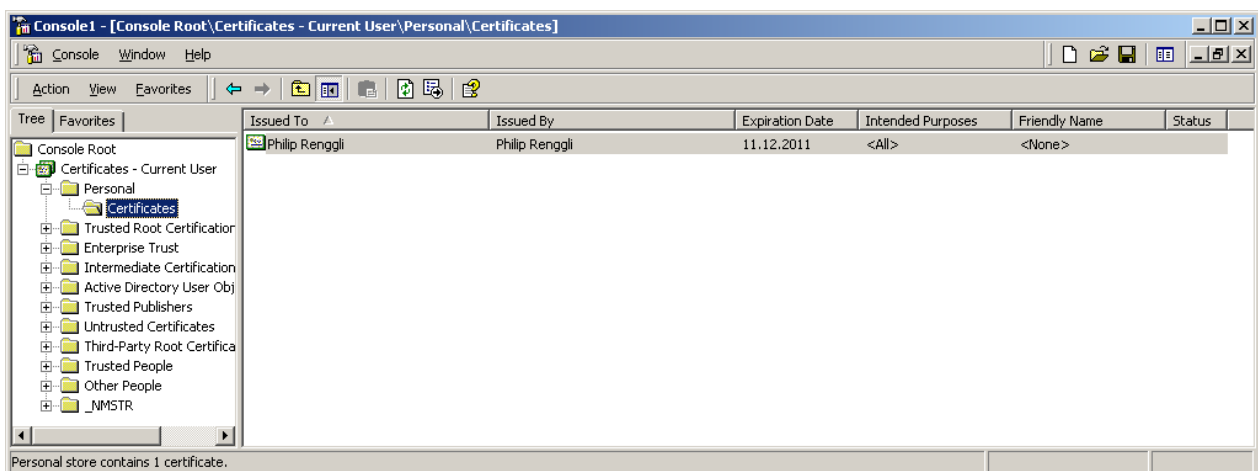 Console1 - [Console Root\Certificates - Current User\Personal\Certificates]
Console Window Help
Action View Favorites
Tree Favorites
Issued To Issued By Expiration Date Intended Purposes Friendly Name Status
Philip Renggli Philip Renggli 11.12.2011 <All> <None>
Console Root
Certificates - Current User
Personal
Certificates
Trusted Root Certification
Enterprise Trust
Intermediate Certification
Active Directory User Obj
Trusted Publishers
Untrusted Certificates
Third-Party Root Certifica
Trusted People
Other People
_NMSTR
Personal store contains 1 certificate.